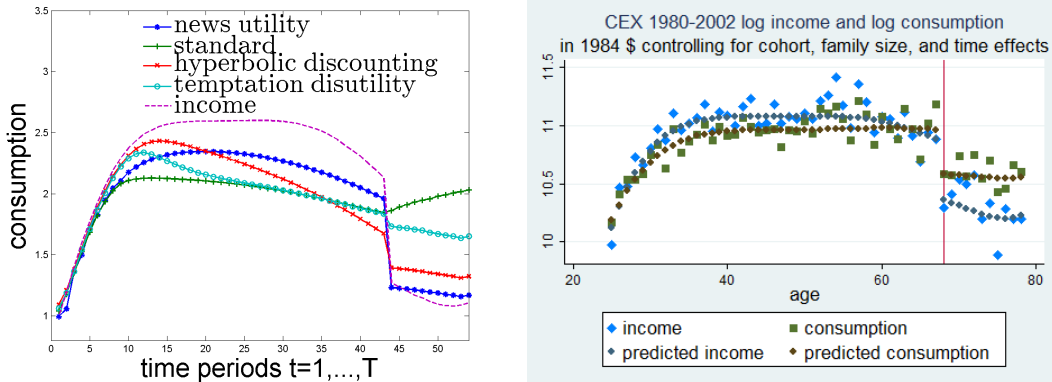 3.5
3
2.5
2
1.5
1
consumption
news utility
standard
hyperbolic discounting
temptation disutility
income
0 5 10 15 20 25 30 35 40 45 50
time periods t=1,...,T
CEX 1980-2002 log income and log consumption
in 1984 $ controlling for cohort, family size, and time effects
11.5
11
10.5
10
20 40 60 80
age
income consumption
predicted income predicted consumption